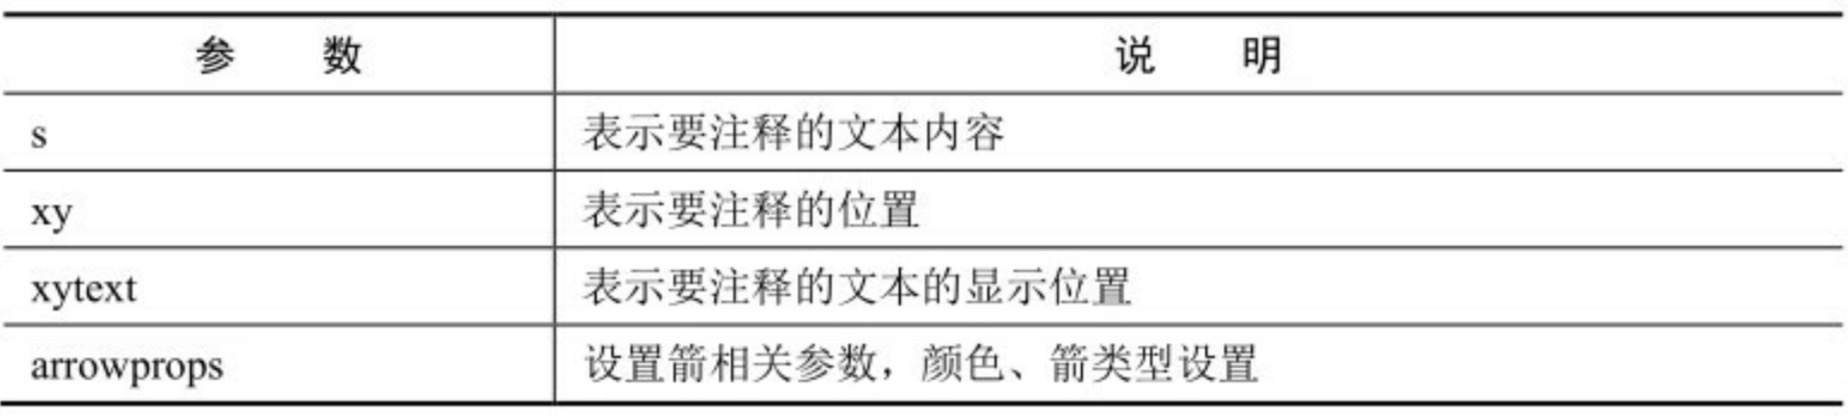 参 数 说 明
s 表示要注释的文本内容
xy 表示要注释的位置
xytext 表示要注释的文本的显示位置
arrowprops 设置箭相关参数，颜色、箭类型设置